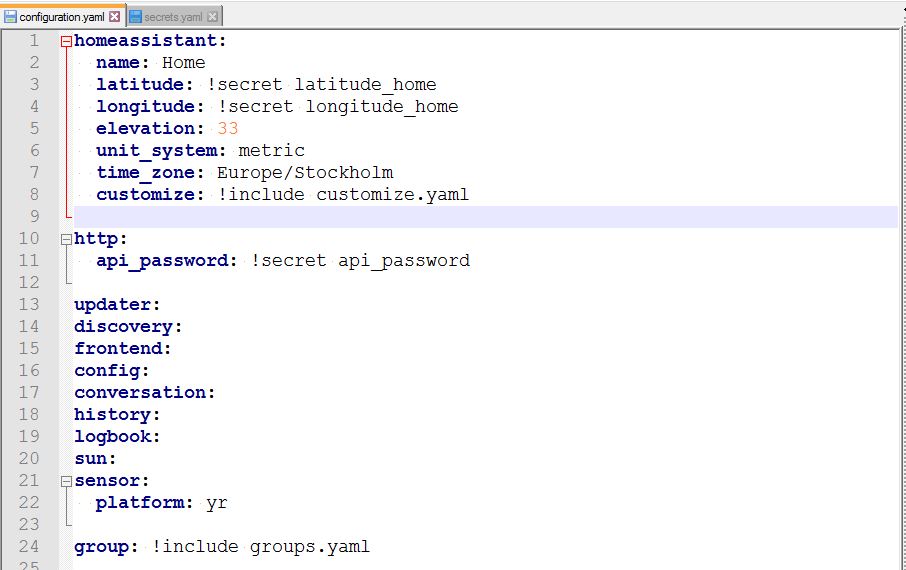 configuration.yaml secrets.yaml
1 homeassistant:
2 name: Home
3 latitude: !secret latitude_home
4 longitude: !secret longitude_home
5 elevation: 33
6 unit_system: metric
7 time_zone: Europe/Stockholm
8 customize: !include customize.yaml
9
10 http:
11 api_password: !secret api_password
12
13 updater:
14 discovery:
15 frontend:
16 config:
17 conversation:
18 history:
19 logbook:
20 sun:
21 sensor:
22 platform: yr
23
24 group: !include groups.yaml
25